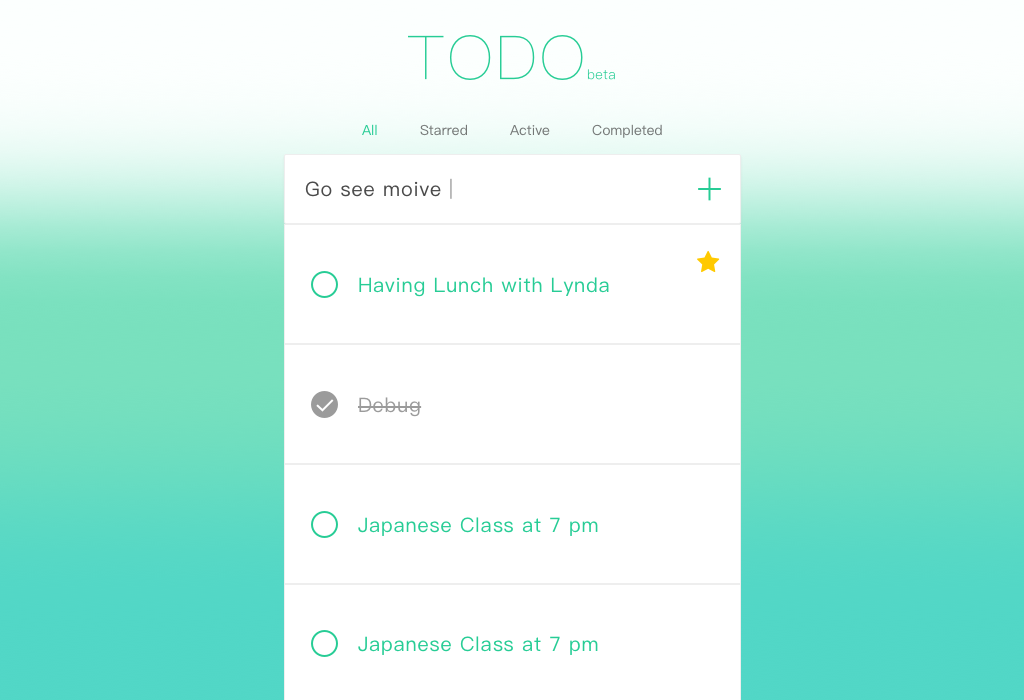 TODO beta
All Starred Active Completed
Go see moive
Having Lunch with Lynda
Debug
Japanese Class at 7 pm
Japanese Class at 7 pm